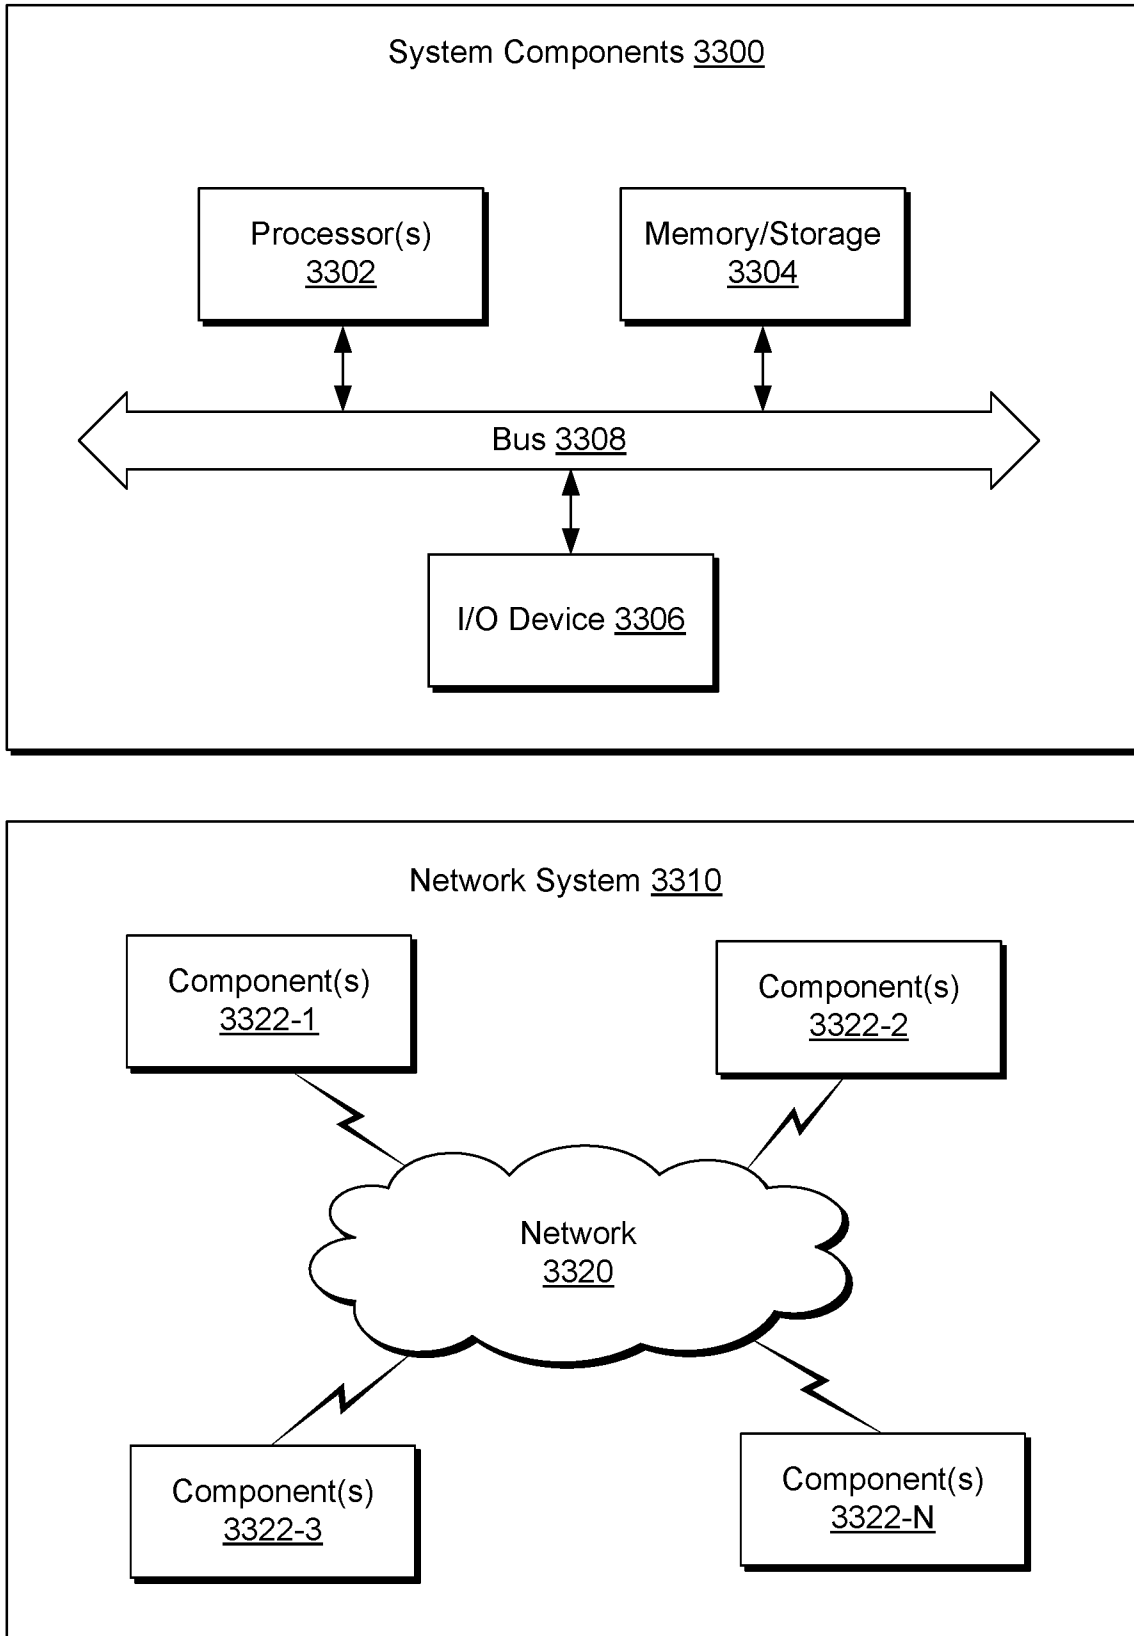 System Components 3300
Processor(s)
3302
Memory/Storage
3304
Bus 3308
I/O Device 3306
Network System 3310
Component(s)
3322-1
Component(s)
3322-2
Network
3320
Component(s)
3322-3
Component(s)
3322-N